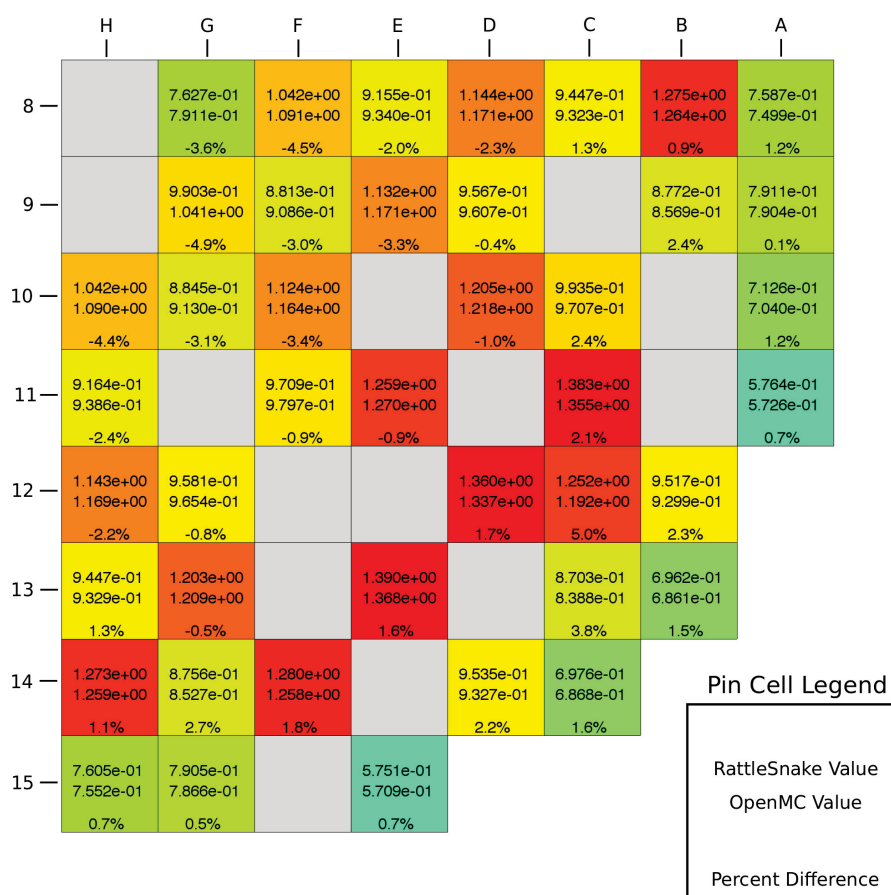 H G F E D C B A
8
7.627e-01 1.042e+00 9.155e-01 1.144e+00 9.447e-01 1.275e+00 7.587e-01
7.911e-01 1.091e+00 9.340e-01 1.171e+00 9.323e-01 1.264e+00 7.499e-01
-3.6% -4.5% -2.0% -2.3% 1.3% 0.9% 1.2%
9
9.903e-01 8.813e-01 1.132e+00 9.567e-01 8.772e-01 7.911e-01
1.041e+00 9.086e-01 1.171e+00 9.607e-01 8.569e-01 7.904e-01
-4.9% -3.0% -3.3% -0.4% 2.4% 0.1%
10
1.042e+00 8.845e-01 1.124e+00 1.205e+00 9.935e-01 7.126e-01
1.090e+00 9.130e-01 1.164e+00 1.218e+00 9.707e-01 7.040e-01
-4.4% -3.1% -3.4% -1.0% 2.4% 1.2%
11
9.164e-01 9.709e-01 1.259e+00 1.383e+00 5.764e-01
9.386e-01 9.797e-01 1.270e+00 1.355e+00 5.726e-01
-2.4% -0.9% -0.9% 2.1% 0.7%
12
1.143e+00 9.581e-01 1.360e+00 1.252e+00 9.517e-01
1.169e+00 9.654e-01 1.337e+00 1.192e+00 9.299e-01
-2.2% -0.8% 1.7% 5.0% 2.3%
13
9.447e-01 1.203e+00 1.390e+00 8.703e-01 6.962e-01
9.329e-01 1.209e+00 1.368e+00 8.388e-01 6.861e-01
1.3% -0.5% 1.6% 3.8% 1.5%
14
1.273e+00 8.756e-01 1.280e+00 9.535e-01 6.976e-01
1.259e+00 8.527e-01 1.258e+00 9.327e-01 6.868e-01
1.1% 2.7% 1.8% 2.2% 1.6%
15
7.605e-01 7.905e-01 5.751e-01
7.552e-01 7.866e-01 5.709e-01
0.7% 0.5% 0.7%
Pin Cell Legend
RattleSnake Value
OpenMC Value
Percent Difference